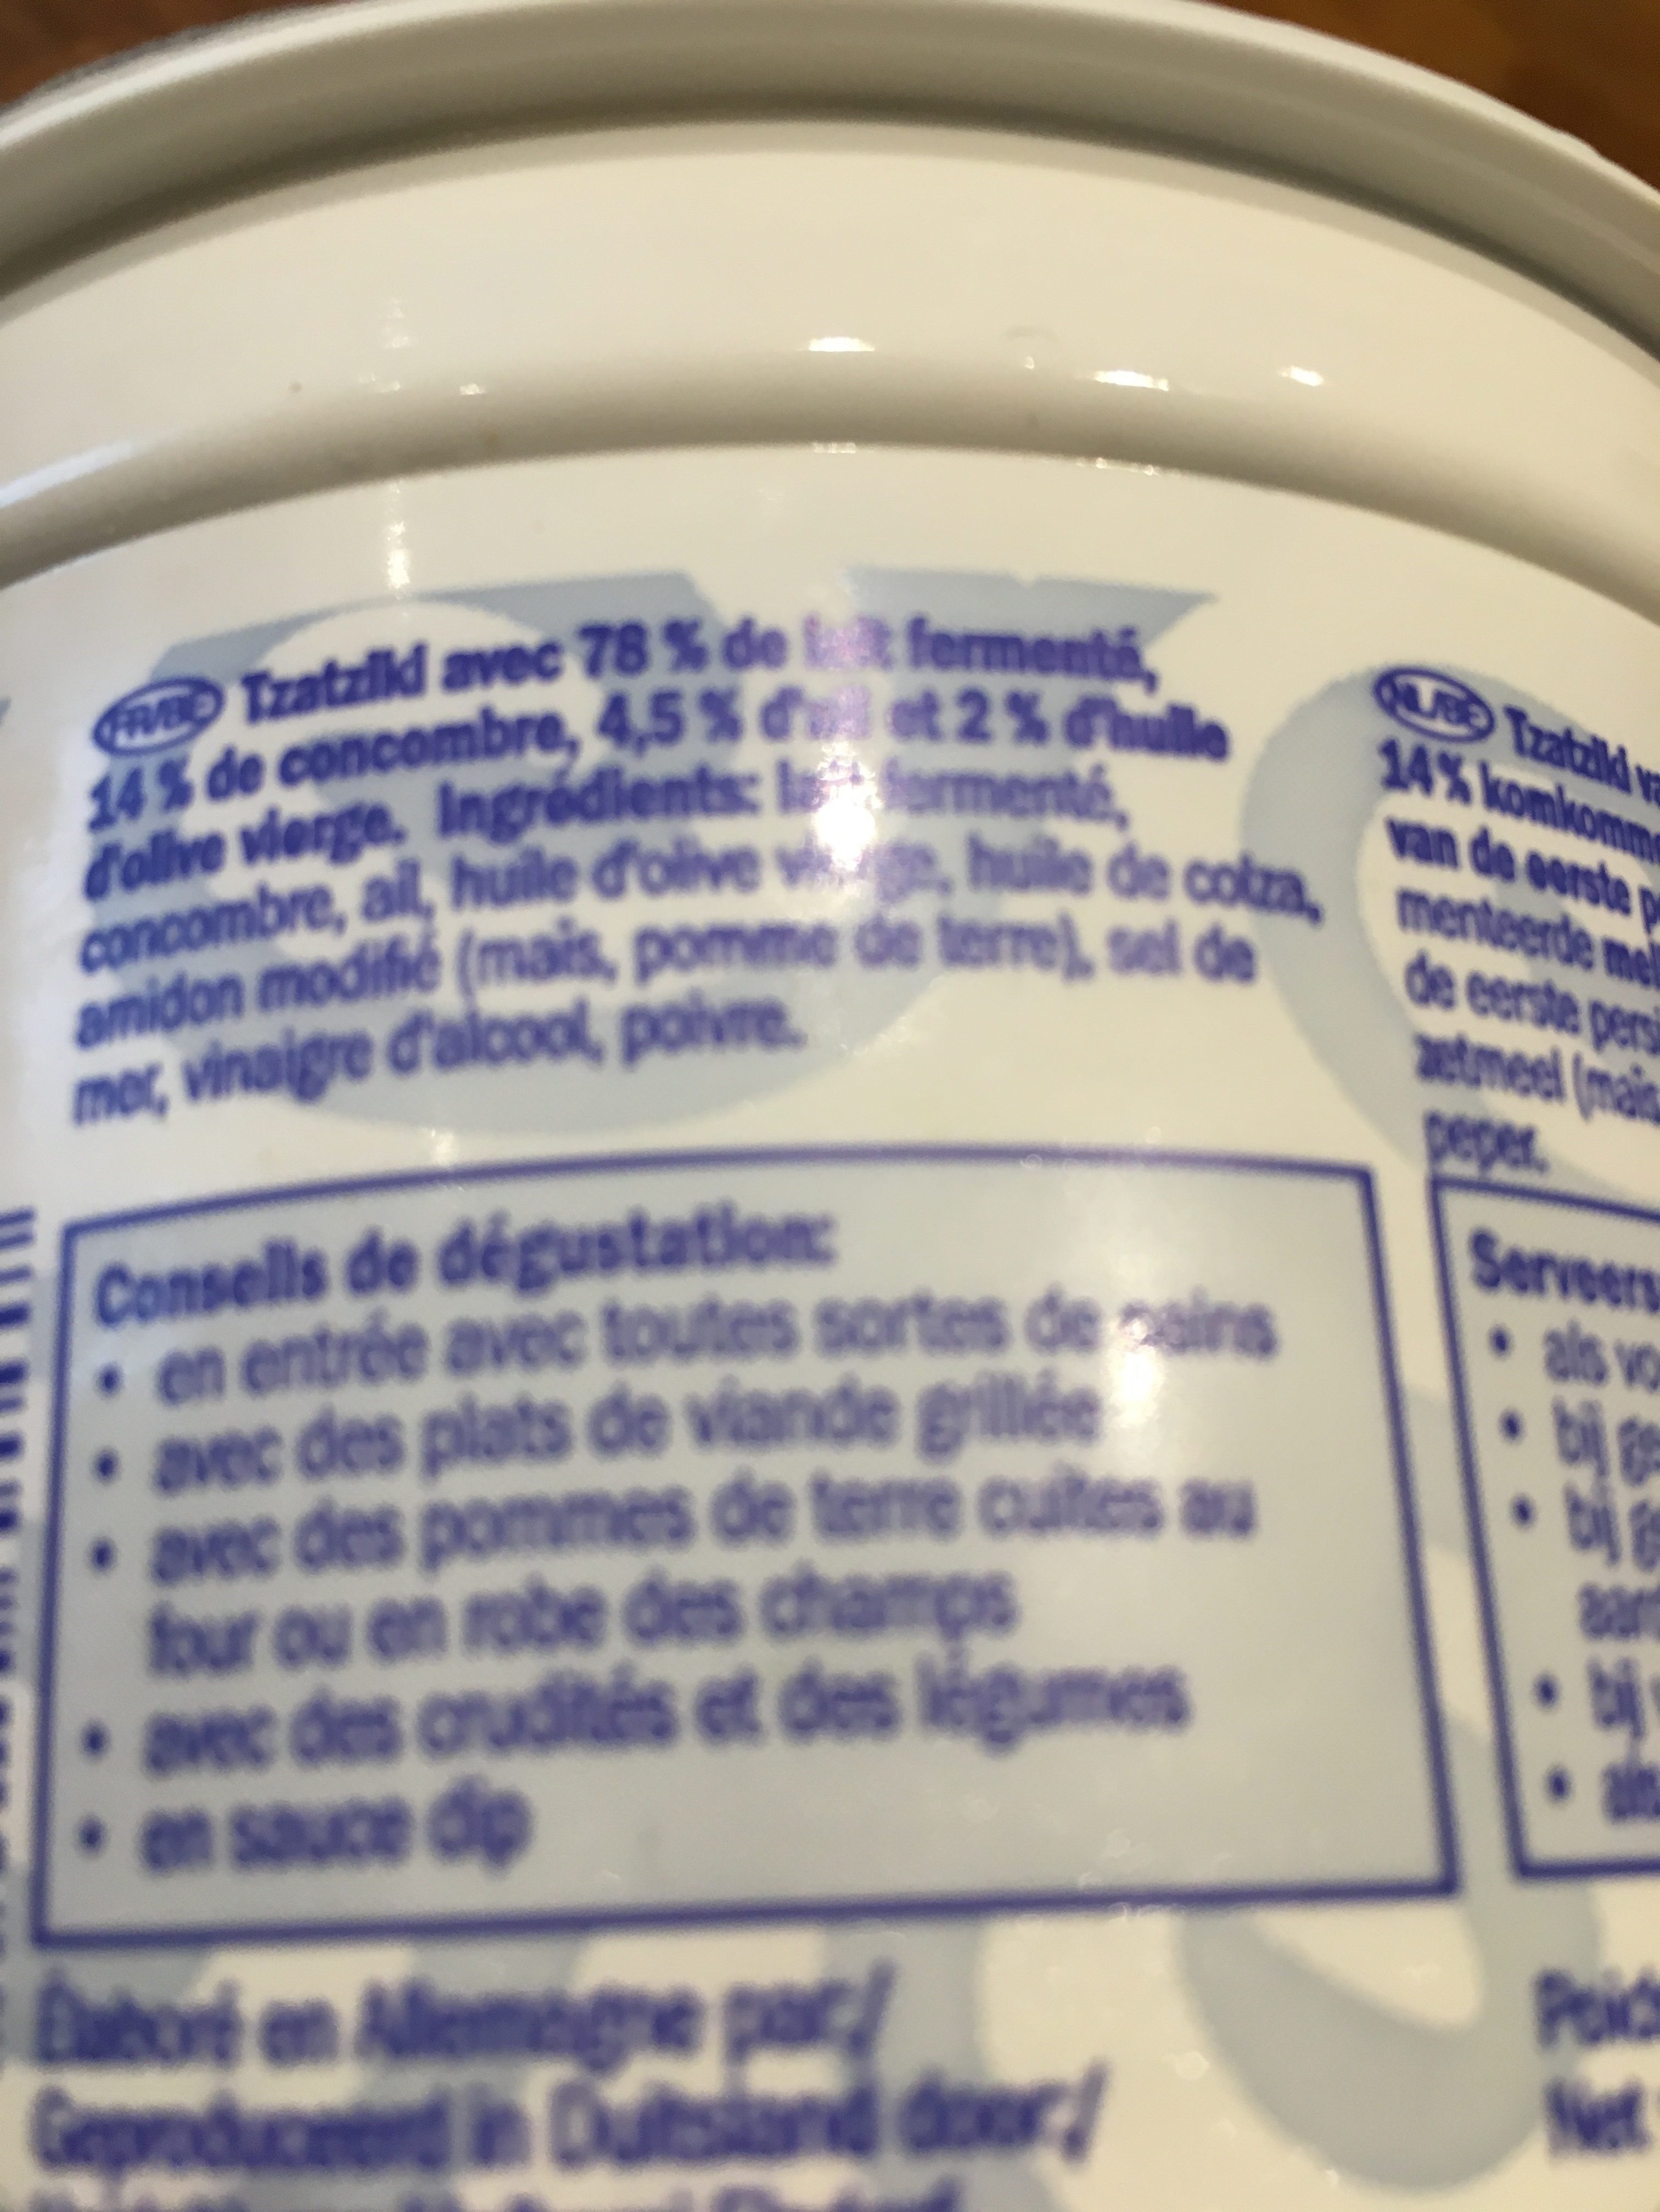 FR/BE Tzatziki avec 78 % de lait fermenté,
14 % de concombre, 4,5 % d'ail et 2 % d'huile
d'olive vierge. Ingrédients: lait fermenté,
concombre, ail, huile d'olive vierge, huile de colza,
amidon modifié (maïs, pomme de terre), sel de
mer, vinaigre d'alcool, poivre.
Conseils de dégustation:
• en entrée avec toutes sortes de pains
• avec des plats de viande grillée
• avec des pommes de terre cuites au
four ou en robe des champs
• avec des crudités et des légumes
• en sauce dip
Élaboré en Allemagne par:/
Geproduceerd in Duitsland door:/
NL/BE Tzatziki
14% komkomm
van de eerste
menteerde
de eerste
zetmeel (maïs
peper.
Serveers
• als
• bij
• bij
• bij